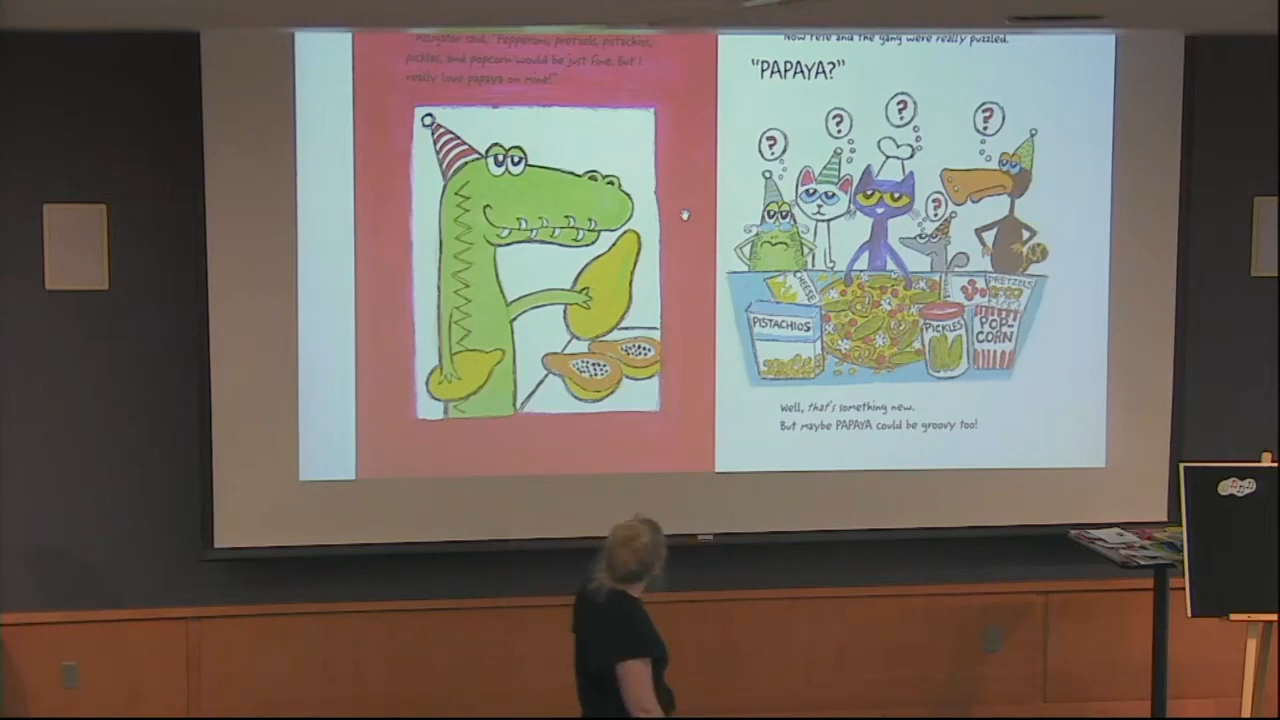 Alligator said, "Pepperoni, pretzels, pistachios,
pickles, and popcorn would be just fine. But I
really love papaya on mine!"
Now Pete and the gang were really puzzled.
"PAPAYA?"
?
?
?
?
?
CHEESE
PRETZELS
PISTACHIOS
PICKLES
POP-
CORN
Well, that's something new.
But maybe PAPAYA could be groovy too!